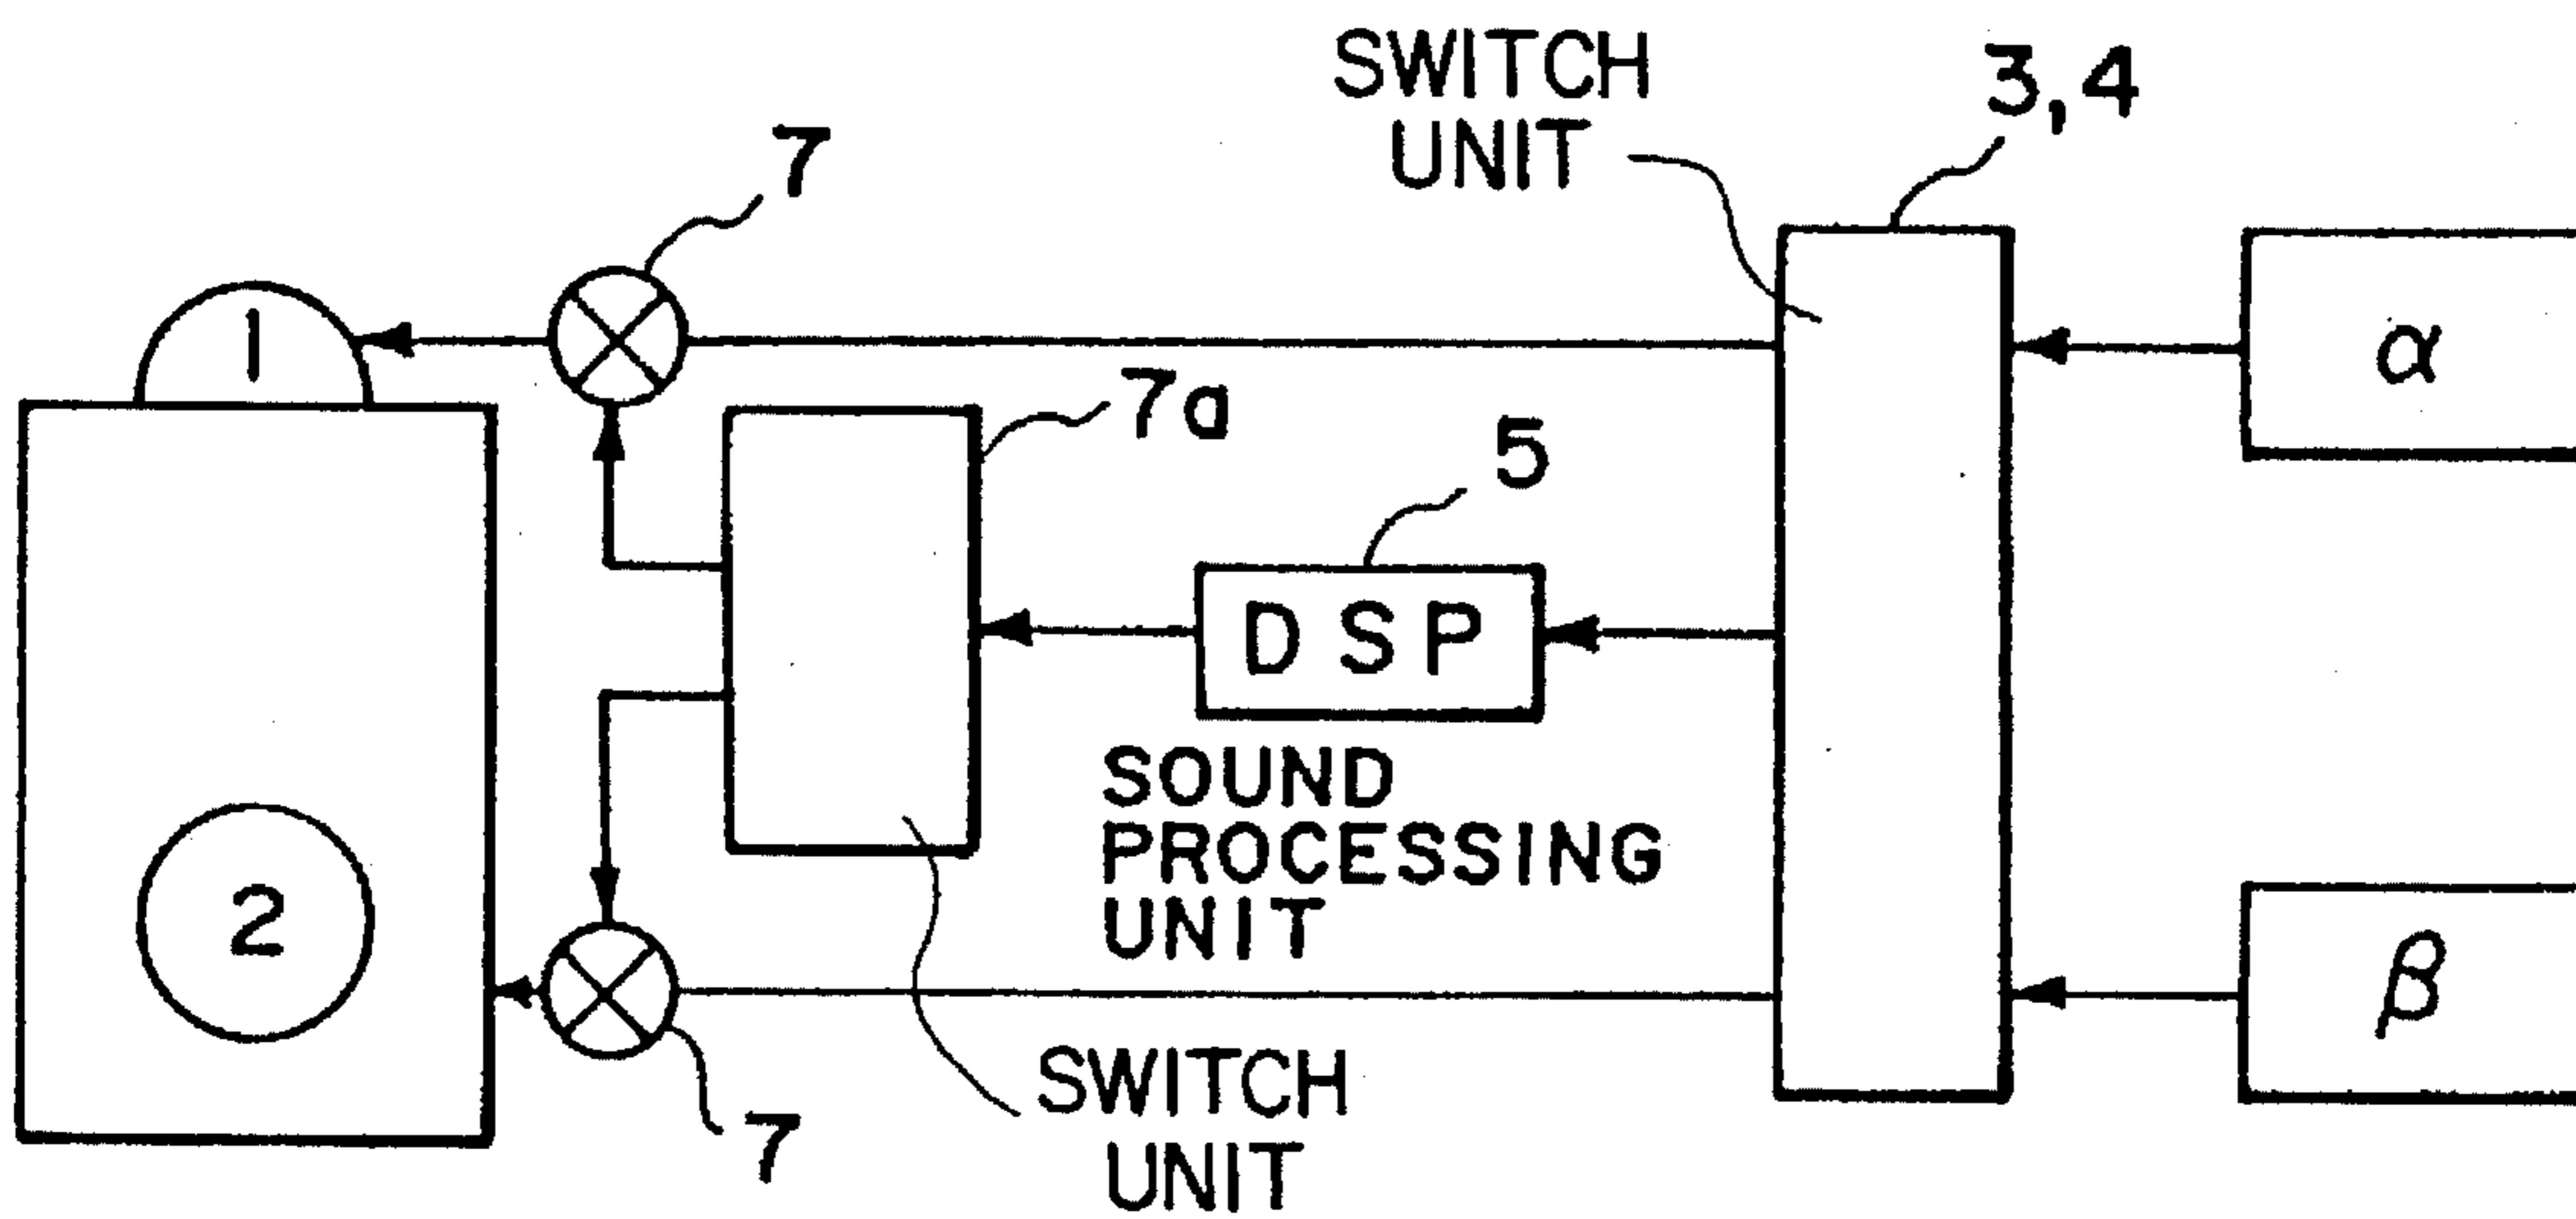 SWITCH
UNIT
3,4
7
1
7a
α
5
DSP
SOUND
PROCESSING
UNIT
2
β
SWITCH
UNIT
7